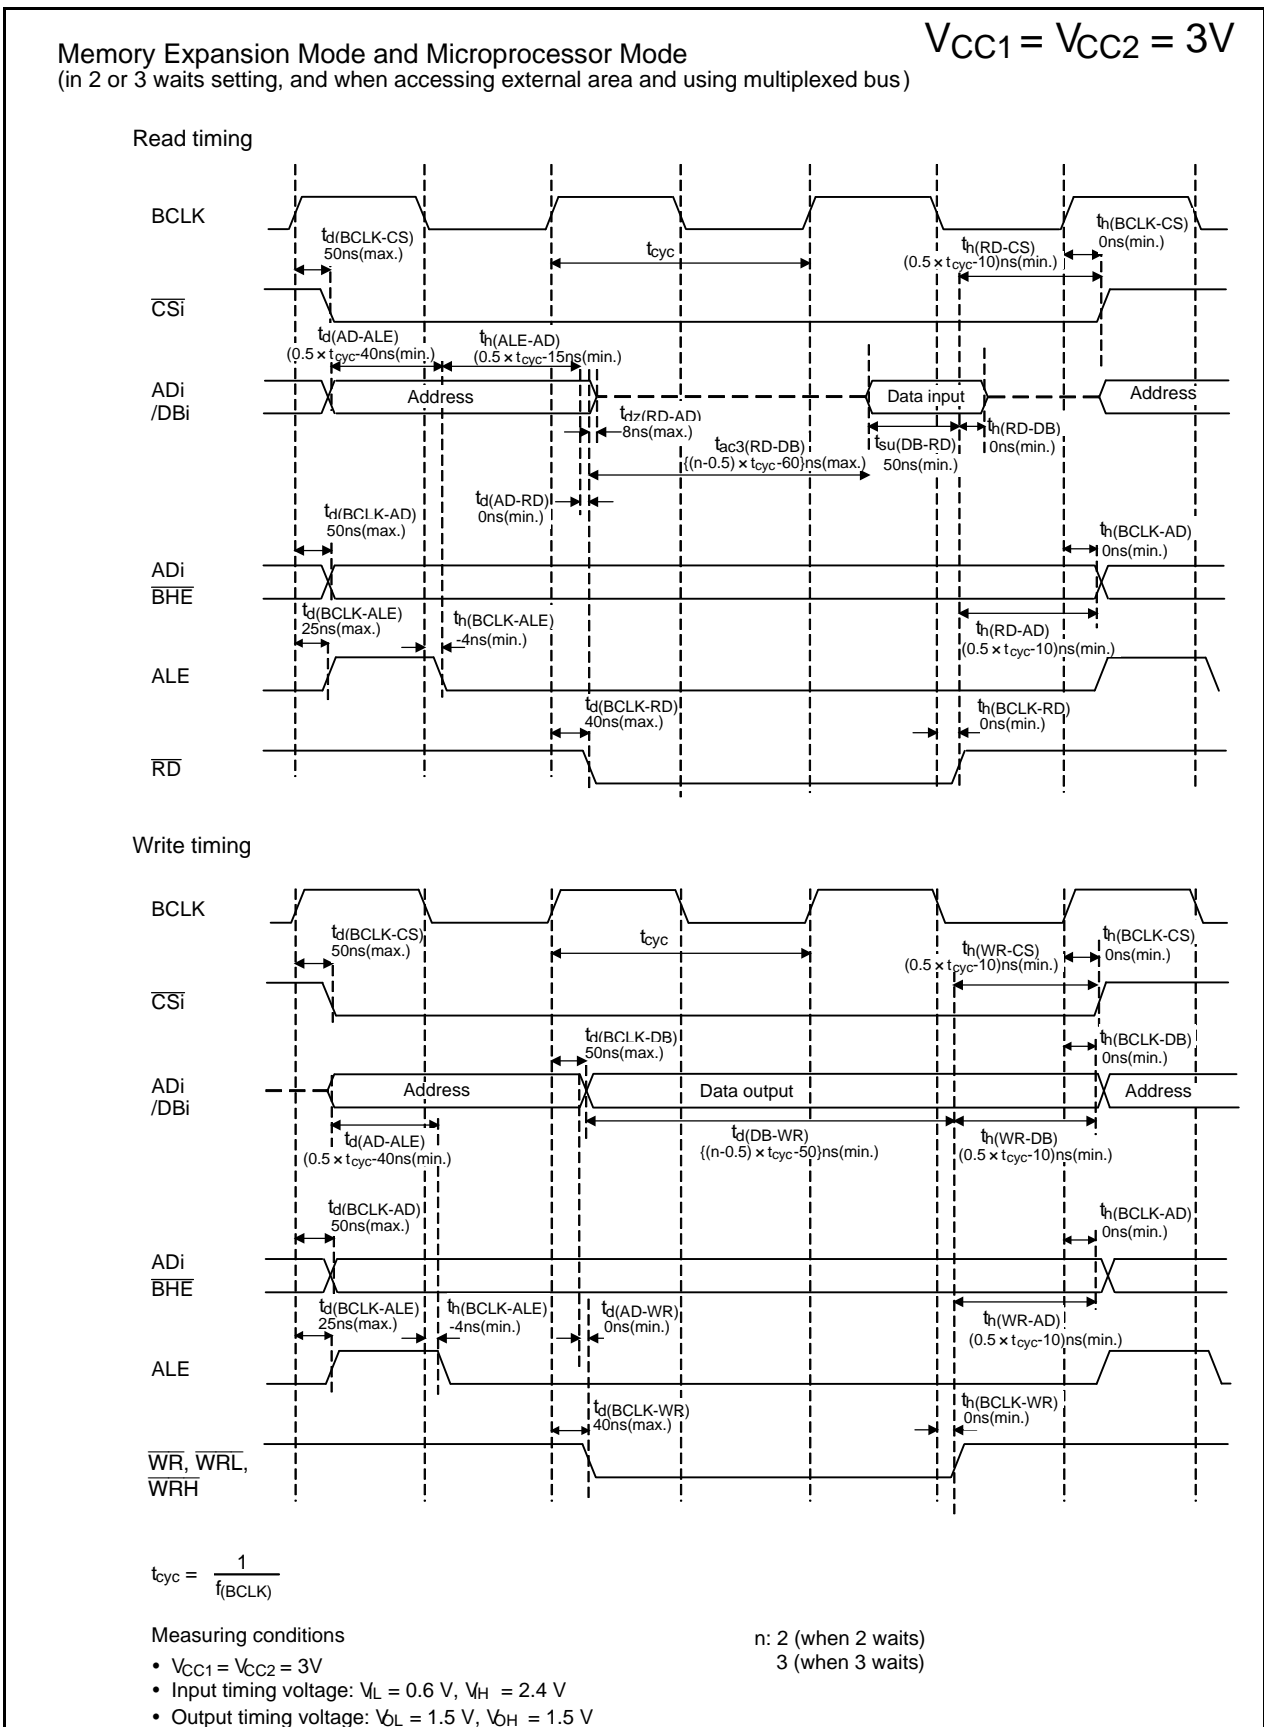 VCC1 = VCC2 = 3V
Memory Expansion Mode and Microprocessor Mode
(in 2 or 3 waits setting, and when accessing external area and using multiplexed bus)
Read timing
BCLK
td(BCLK-CS)
50ns(max.)
tcyc
th(RD-CS)
(0.5 × tcyc-10)ns(min.)
th(BCLK-CS)
0ns(min.)
CSi
td(AD-ALE)
(0.5 × tcyc-40ns(min.)
th(ALE-AD)
(0.5 × tcyc-15ns(min.)
ADi
/DBi
Address
Data input
Address
tdz(RD-AD)
8ns(max.)
tac3(RD-DB)
{(n-0.5) × tcyc-60}ns(max.)
tsu(DB-RD)
50ns(min.)
th(RD-DB)
0ns(min.)
td(AD-RD)
0ns(min.)
td(BCLK-AD)
50ns(max.)
th(BCLK-AD)
0ns(min.)
ADi
BHE
td(BCLK-ALE)
25ns(max.)
th(BCLK-ALE)
-4ns(min.)
th(RD-AD)
(0.5 × tcyc-10)ns(min.)
ALE
td(BCLK-RD)
40ns(max.)
th(BCLK-RD)
0ns(min.)
RD
Write timing
BCLK
td(BCLK-CS)
50ns(max.)
tcyc
th(WR-CS)
(0.5 × tcyc-10)ns(min.)
th(BCLK-CS)
0ns(min.)
CSi
td(BCLK-DB)
50ns(max.)
th(BCLK-DB)
0ns(min.)
ADi
/DBi
Address
Data output
Address
td(AD-ALE)
(0.5 × tcyc-40ns(min.)
td(DB-WR)
{(n-0.5) × tcyc-50}ns(min.)
th(WR-DB)
(0.5 × tcyc-10)ns(min.)
td(BCLK-AD)
50ns(max.)
th(BCLK-AD)
0ns(min.)
ADi
BHE
td(BCLK-ALE)
25ns(max.)
th(BCLK-ALE)
-4ns(min.)
td(AD-WR)
0ns(min.)
th(WR-AD)
(0.5 × tcyc-10)ns(min.)
ALE
td(BCLK-WR)
40ns(max.)
th(BCLK-WR)
0ns(min.)
WR, WRL,
WRH
tcyc = 1
f(BCLK)
Measuring conditions
• VCC1 = VCC2 = 3V
• Input timing voltage: VIL = 0.6 V, VIH = 2.4 V
• Output timing voltage: VOL = 1.5 V, VOH = 1.5 V
n: 2 (when 2 waits)
3 (when 3 waits)